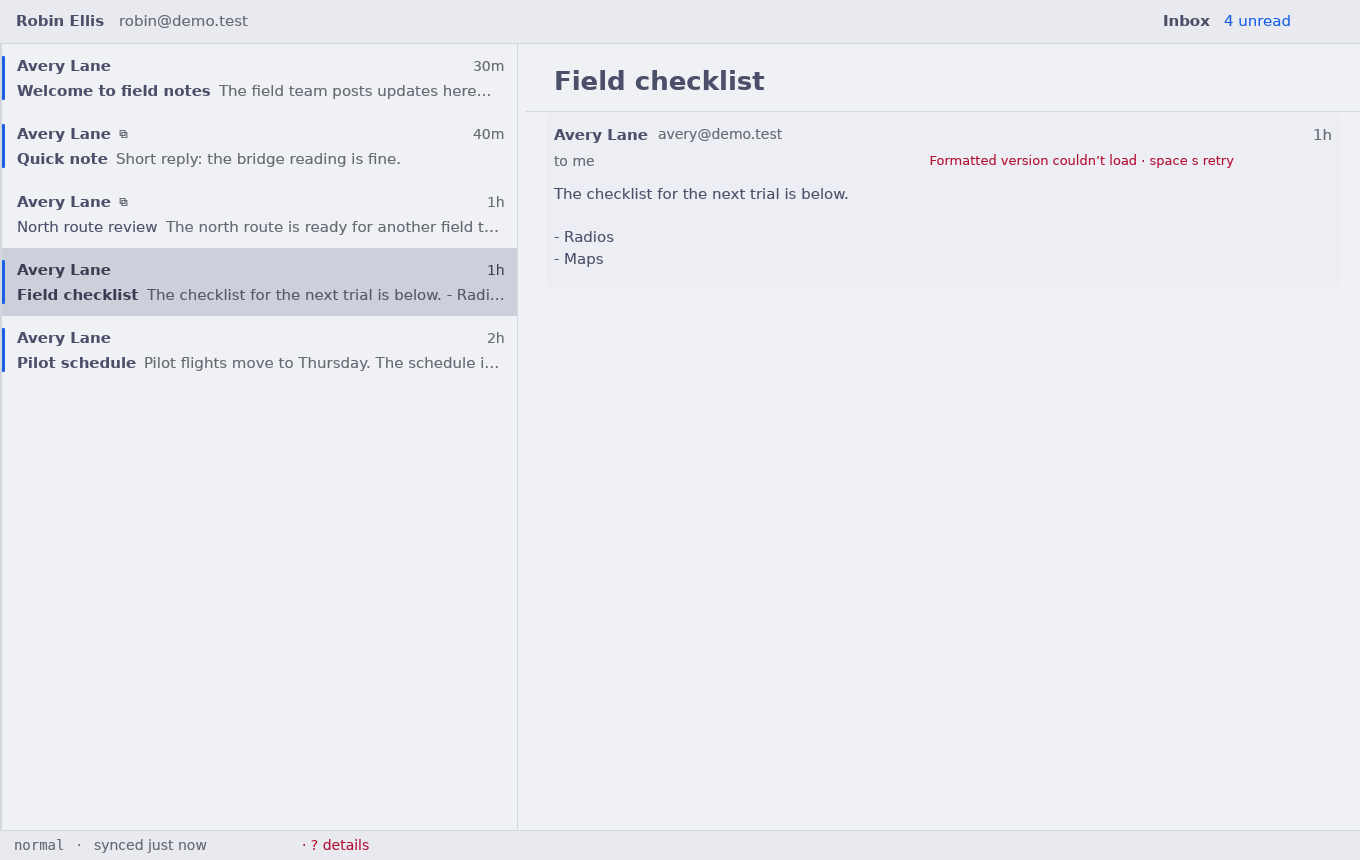 Robin Ellis robin@demo.test Inbox 4 unread
Avery Lane 30m
Welcome to field notes The field team posts updates here…
Avery Lane 40m
Quick note Short reply: the bridge reading is fine.
Avery Lane 1h
North route review The north route is ready for another field t…
Avery Lane 1h
Field checklist The checklist for the next trial is below. - Radi…
Avery Lane 2h
Pilot schedule Pilot flights move to Thursday. The schedule i…
Field checklist
Avery Lane avery@demo.test 1h
to me Formatted version couldn’t load · space s retry
The checklist for the next trial is below.
- Radios
- Maps
normal · synced just now · ? details